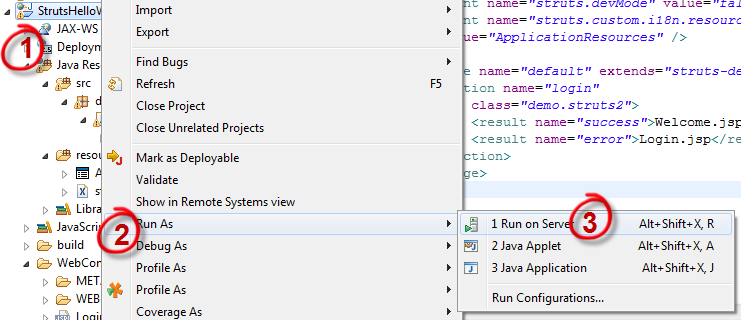 StrutsHelloW
JAX-WS
Deploym
Java Res
src
d
resou
A
s
Librar
JavaScri
build
WebCon
META
WEB
Login
1
Import
Export
Find Bugs
Refresh F5
Close Project
Close Unrelated Projects
Mark as Deployable
Validate
Show in Remote Systems view
Run As
2
Debug As
Profile As
Profile As
Coverage As
1 Run on Serve Alt+Shift+X, R
3
2 Java Applet Alt+Shift+X, A
3 Java Application Alt+Shift+X, J
Run Configurations...
nt name="struts.devMode" value="fal
nt name="struts.custom.i18n.resourc
ue="ApplicationResources" />
e name="default" extends="struts-de
tion name="login"
class="demo.struts2">
<result name="success">Welcome.jsp
<result name="error">Login.jsp</re
ction>
ge>